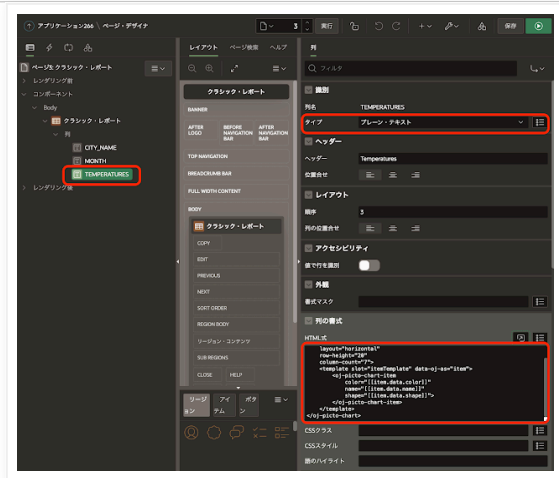 アプリケーション266 \ ページ・デザイナ
3
実行
保存
ページ3: クラシック・レポート
レンダリング前
コンポーネント
Body
クラシック・レポート
列
CITY_NAME
MONTH
TEMPERATURES
レンダリング後
レイアウト ページ検索 ヘルプ
クラシック・レポート
BANNER
AFTER LOGO
BEFORE NAVIGATION BAR
AFTER NAVIGATION BAR
TOP NAVIGATION
BREADCRUMB BAR
FULL WIDTH CONTENT
BODY
クラシック・レポート
COPY
EDIT
PREVIOUS
NEXT
SORT ORDER
REGION BODY
リージョン・コンテンツ
SUB REGIONS
CLOSE HELP
リージョン
アイテム
ボタン
列
フィルタ
識別
列名 TEMPERATURES
タイプ プレーン・テキスト
ヘッダー
ヘッダー Temperatures
位置合せ
レイアウト
順序 3
列の位置合せ
アクセシビリティ
値で行を識別
外観
書式マスク
列の書式
HTML式
layout="horizontal"
row-height="20"
column-count="7">
<template slot="itemTemplate" data-oj-as="item">
<oj-picto-chart-item
color="[[item.data.color]]"
name="[[item.data.name]]"
shape="[[item.data.shape]]">
</oj-picto-chart-item>
</template>
</oj-picto-chart>
CSSクラス
CSSスタイル
語のハイライト